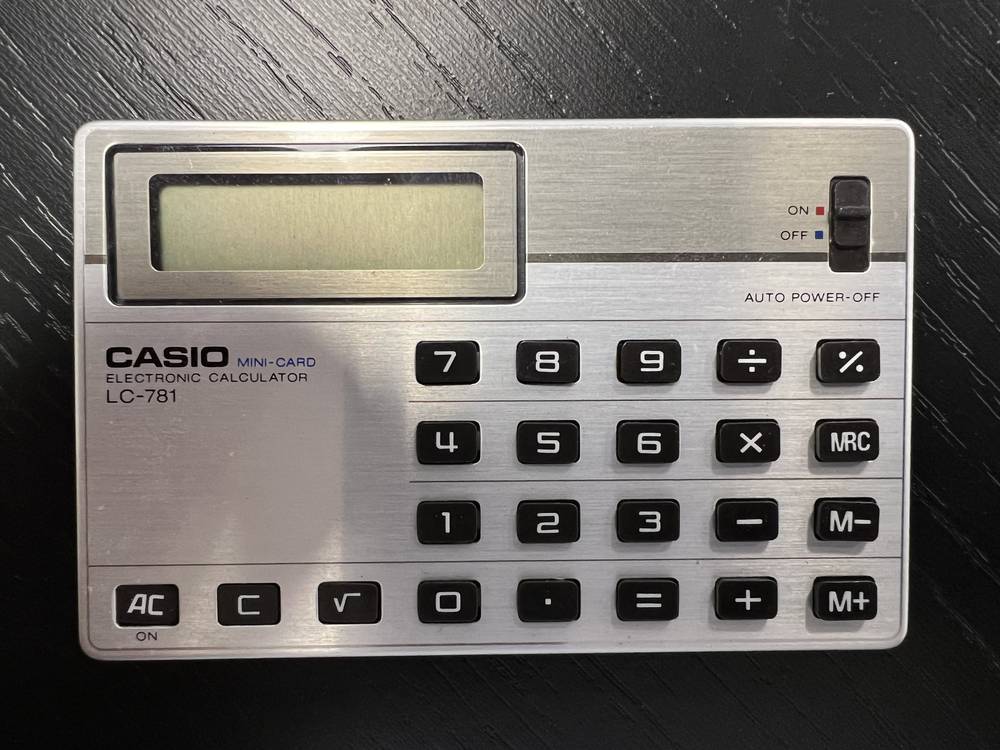 ON
OFF
AUTO POWER-OFF
CASIO MINI-CARD
ELECTRONIC CALCULATOR
LC-781
7 8 9 ÷ %
4 5 6 × MRC
1 2 3 − M−
AC C √ 0 . = + M+
ON